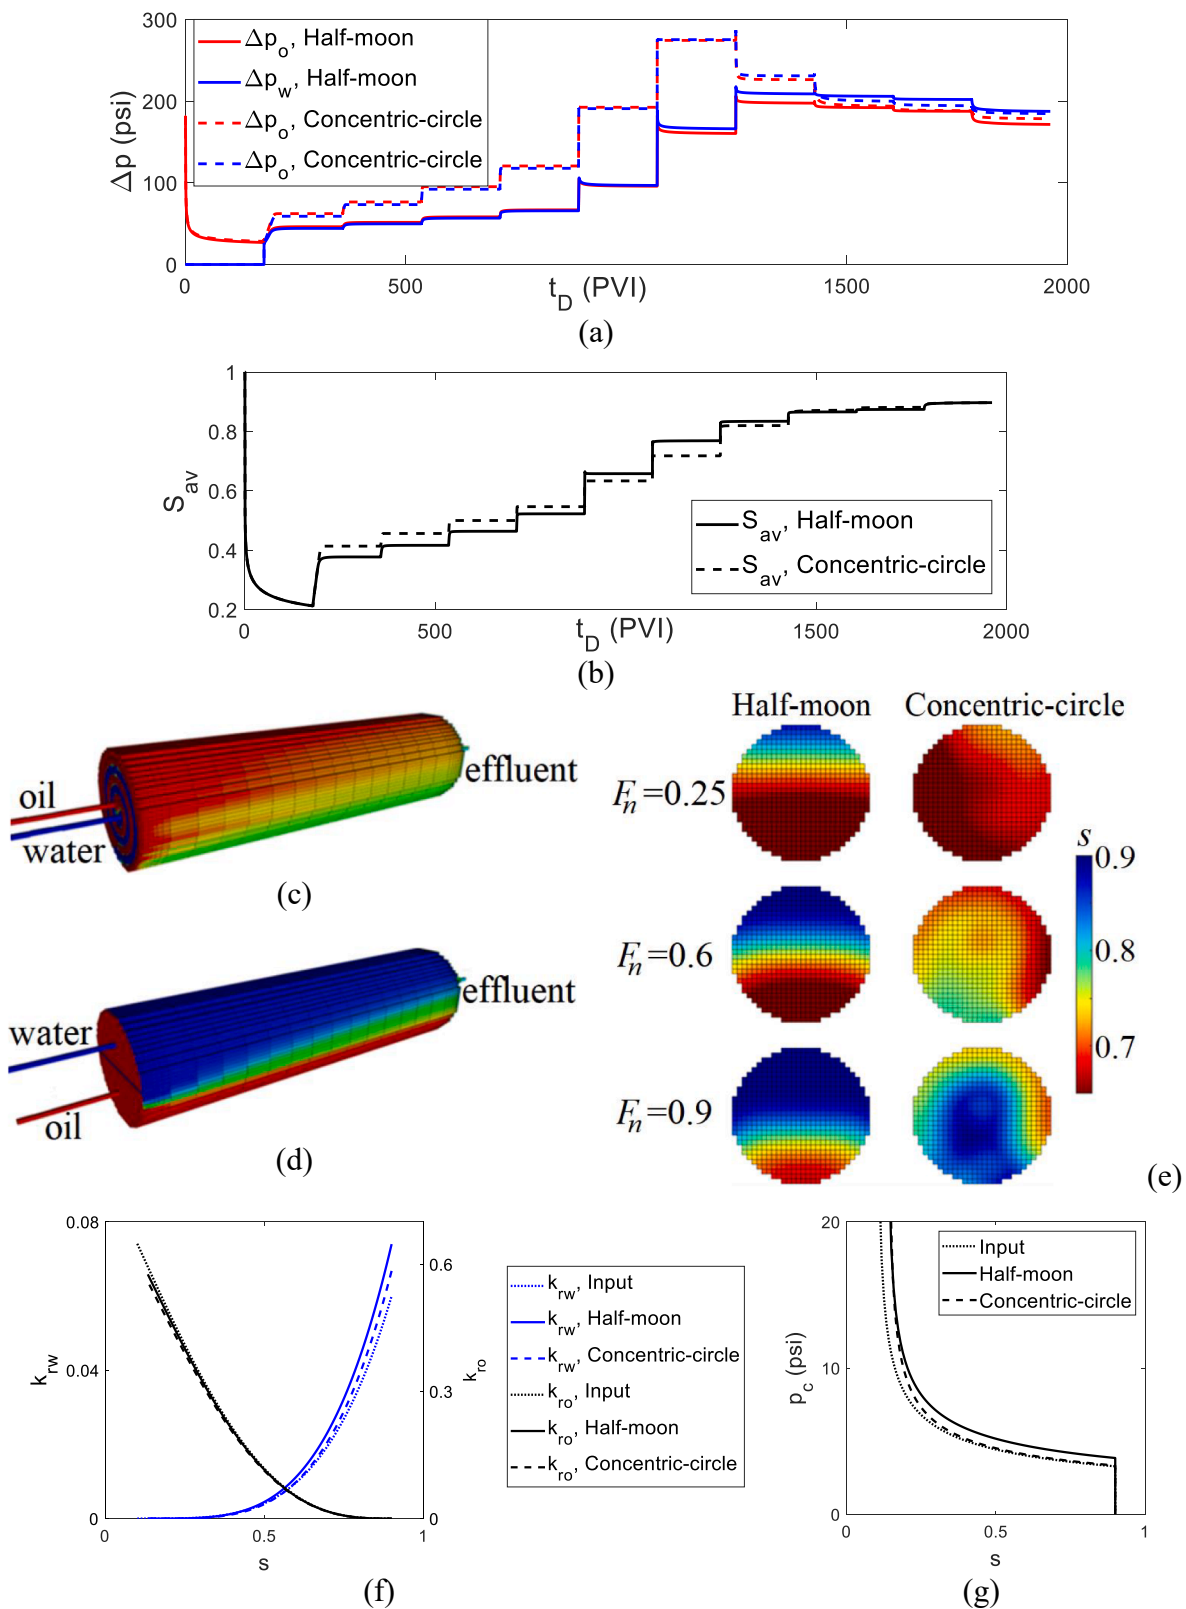 300
200
100
0
Δp (psi)
Δp_o, Half-moon
Δp_w, Half-moon
Δp_o, Concentric-circle
Δp_o, Concentric-circle
0 500 1500 2000
t_D (PVI)
(a)
1
0.8
0.6
0.4
0.2
S_av
S_av, Half-moon
S_av, Concentric-circle
0 500 1500 2000
t_D (PVI)
(b)
oil
water
effluent
(c)
water
oil
effluent
(d)
Half-moon Concentric-circle
F_n=0.25
F_n=0.6
F_n=0.9
s
0.9
0.8
0.7
(e)
0.08
0.04
0
k_rw
0.6
0.3
0
k_ro
0 0.5 1
s
k_rw, Input
k_rw, Half-moon
k_rw, Concentric-circle
k_ro, Input
k_ro, Half-moon
k_ro, Concentric-circle
(f)
20
10
0
p_c (psi)
Input
Half-moon
Concentric-circle
0 0.5 1
s
(g)